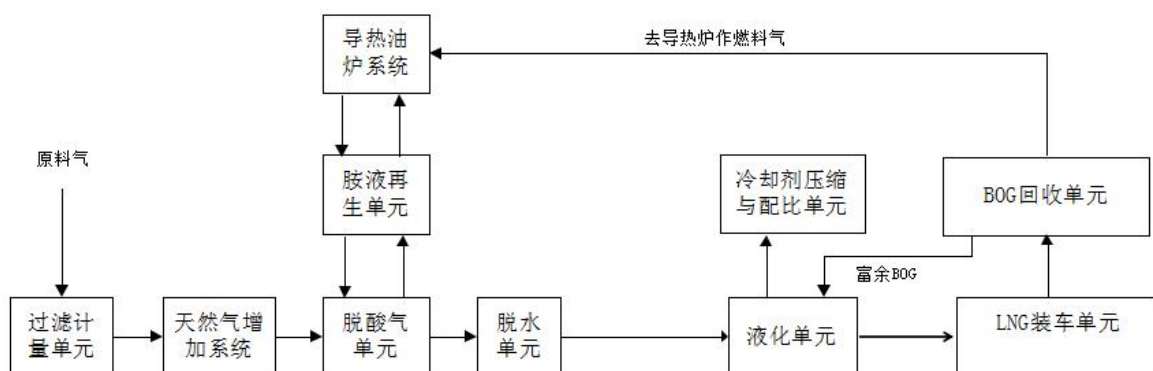 导热油
炉系统
去导热炉作燃料气
原料气
胺液再
生单元
冷却剂压缩
与配比单元
BOG回收单元
富余BOG
过滤计
量单元
天然气增
加系统
脱酸气
单元
脱水
单元
液化单元
LNG装车单元